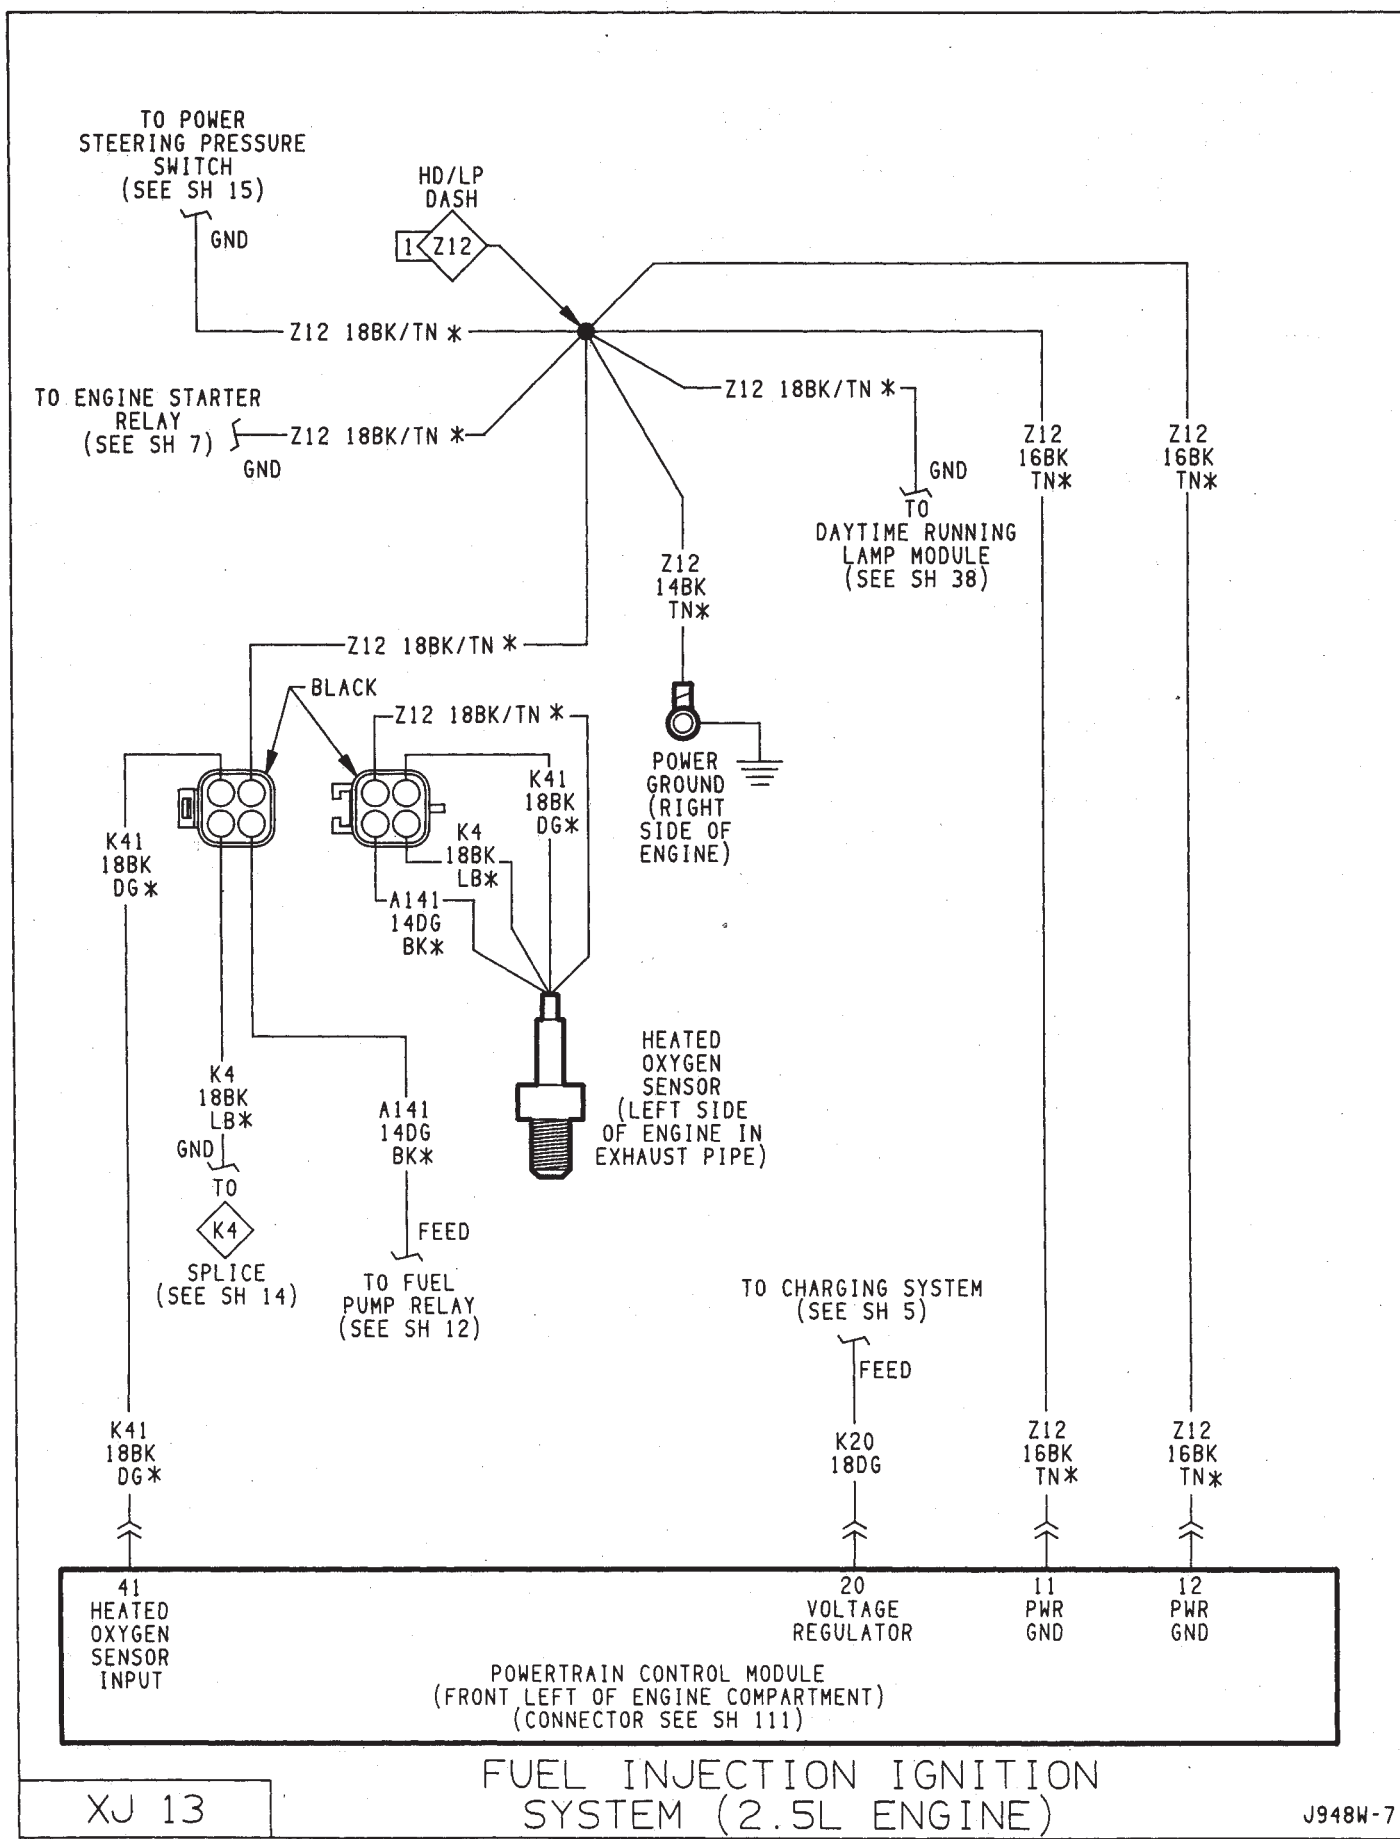 TO POWER
STEERING PRESSURE
SWITCH
(SEE SH 15)
GND
HD/LP
DASH
1 Z12
Z12 18BK/TN *
TO ENGINE STARTER
RELAY
(SEE SH 7)
Z12 18BK/TN *
GND
Z12 18BK/TN *
GND
TO
DAYTIME RUNNING
LAMP MODULE
(SEE SH 38)
Z12
16BK
TN*
Z12
16BK
TN*
Z12
14BK
TN*
Z12 18BK/TN *
BLACK
Z12 18BK/TN *
POWER
GROUND
(RIGHT
SIDE OF
ENGINE)
K41
18BK
DG*
K41
18BK
DG*
K4
18BK
LB*
A141
14DG
BK*
HEATED
OXYGEN
SENSOR
(LEFT SIDE
OF ENGINE IN
EXHAUST PIPE)
K4
18BK
LB*
GND
TO
K4
SPLICE
(SEE SH 14)
A141
14DG
BK*
FEED
TO FUEL
PUMP RELAY
(SEE SH 12)
TO CHARGING SYSTEM
(SEE SH 5)
FEED
K41
18BK
DG*
K20
18DG
Z12
16BK
TN*
Z12
16BK
TN*
41
HEATED
OXYGEN
SENSOR
INPUT
20
VOLTAGE
REGULATOR
11
PWR
GND
12
PWR
GND
POWERTRAIN CONTROL MODULE
(FRONT LEFT OF ENGINE COMPARTMENT)
(CONNECTOR SEE SH 111)
FUEL INJECTION IGNITION
SYSTEM (2.5L ENGINE)
XJ 13
J948W-7